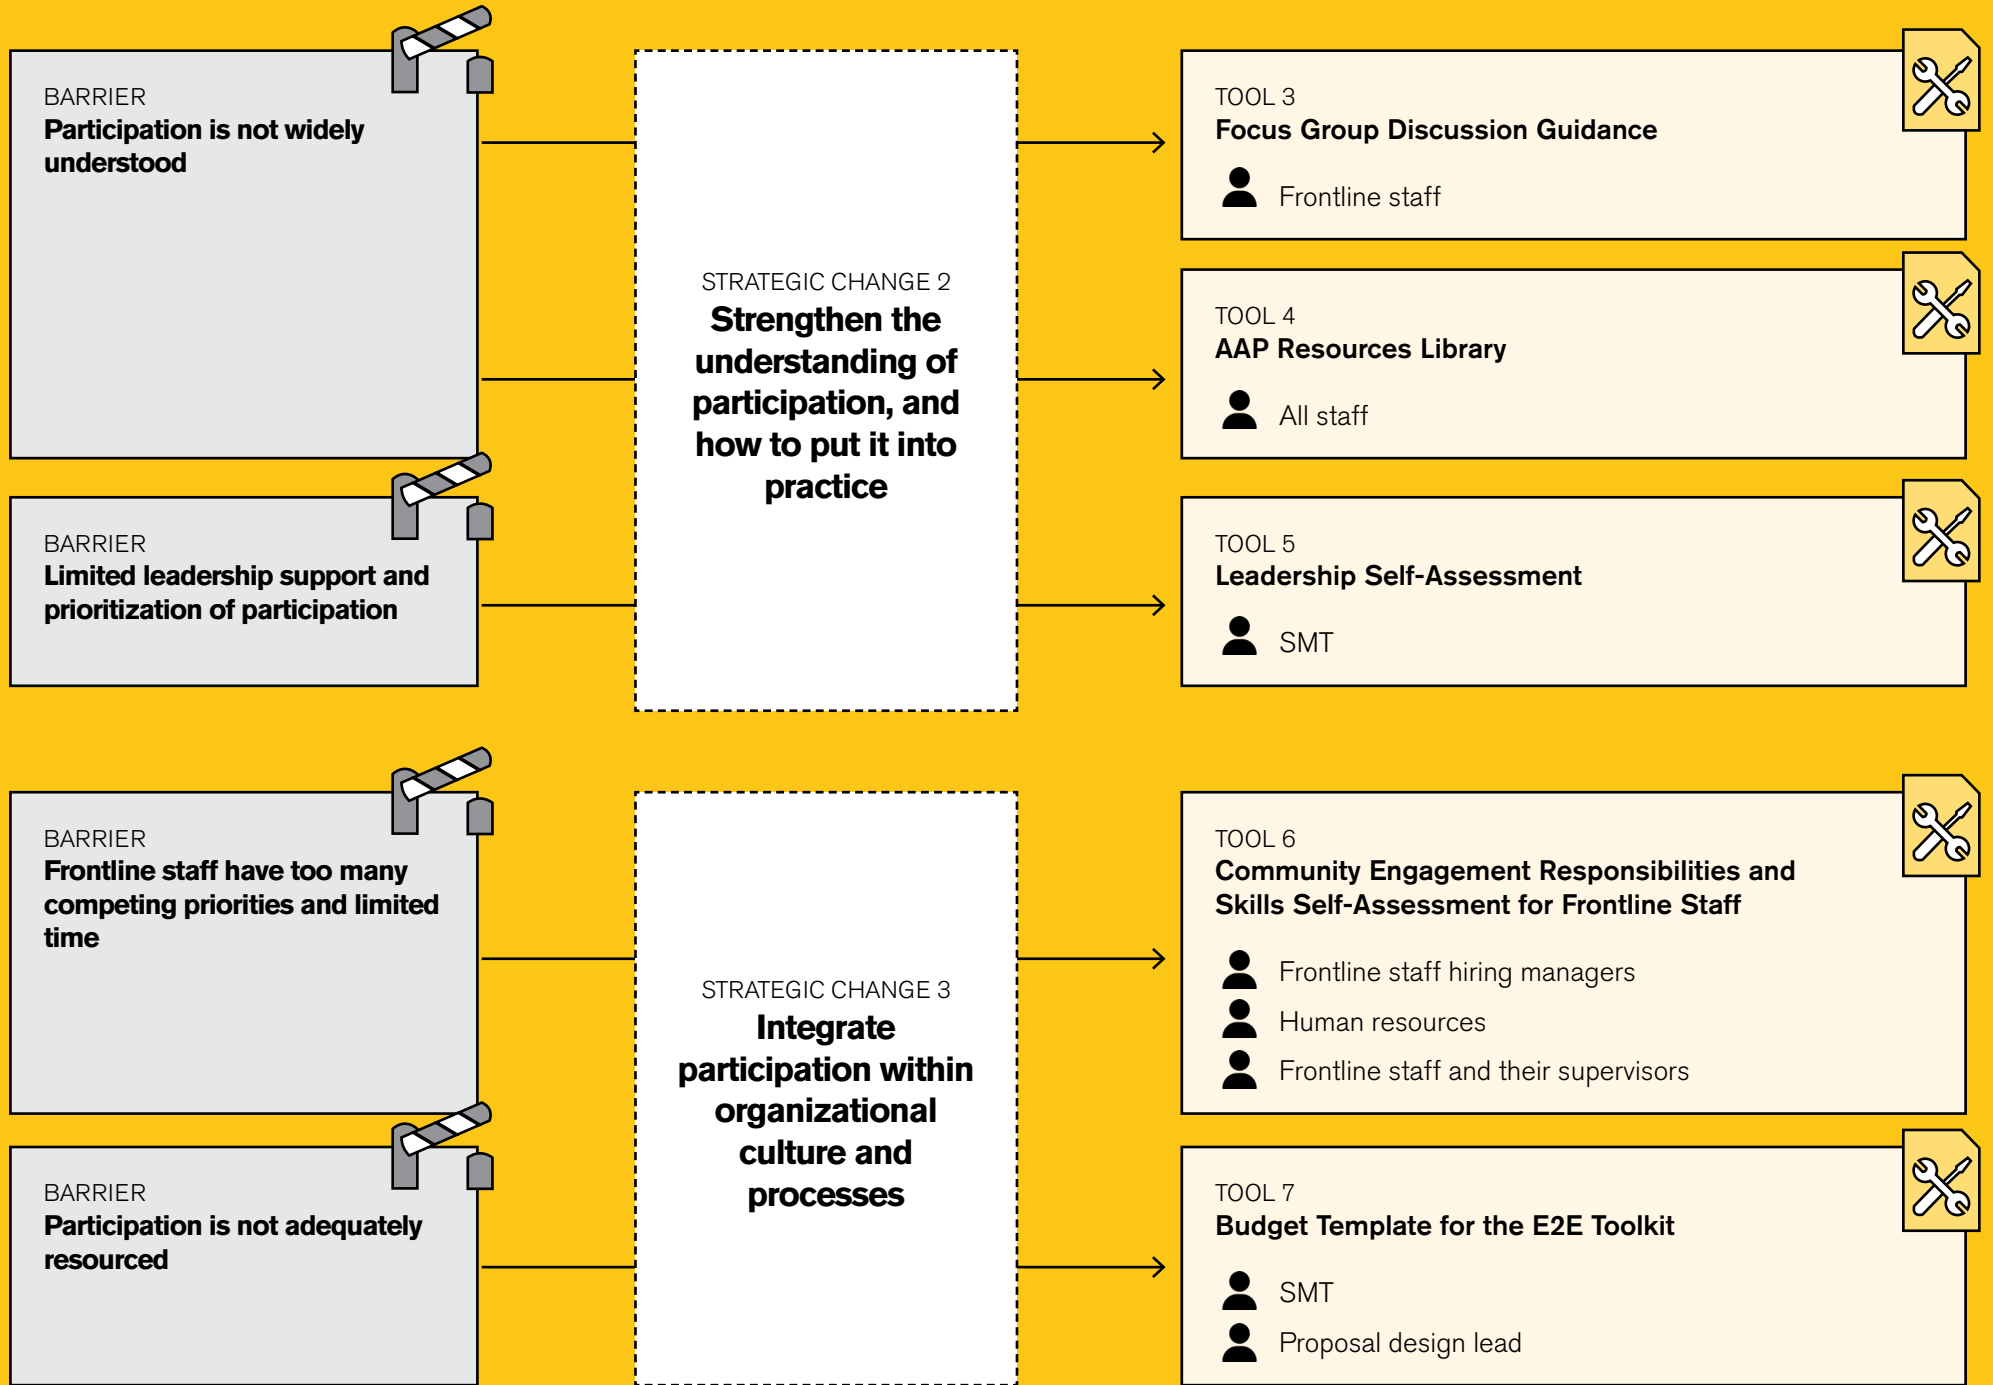 BARRIER
Participation is not widely
understood
STRATEGIC CHANGE 2
Strengthen the
understanding of
participation, and
how to put it into
practice
TOOL 3
Focus Group Discussion Guidance
Frontline staff
TOOL 4
AAP Resources Library
All staff
BARRIER
Limited leadership support and
prioritization of participation
TOOL 5
Leadership Self-Assessment
SMT
BARRIER
Frontline staff have too many
competing priorities and limited
time
STRATEGIC CHANGE 3
Integrate
participation within
organizational
culture and
processes
TOOL 6
Community Engagement Responsibilities and
Skills Self-Assessment for Frontline Staff
Frontline staff hiring managers
Human resources
Frontline staff and their supervisors
BARRIER
Participation is not adequately
resourced
TOOL 7
Budget Template for the E2E Toolkit
SMT
Proposal design lead